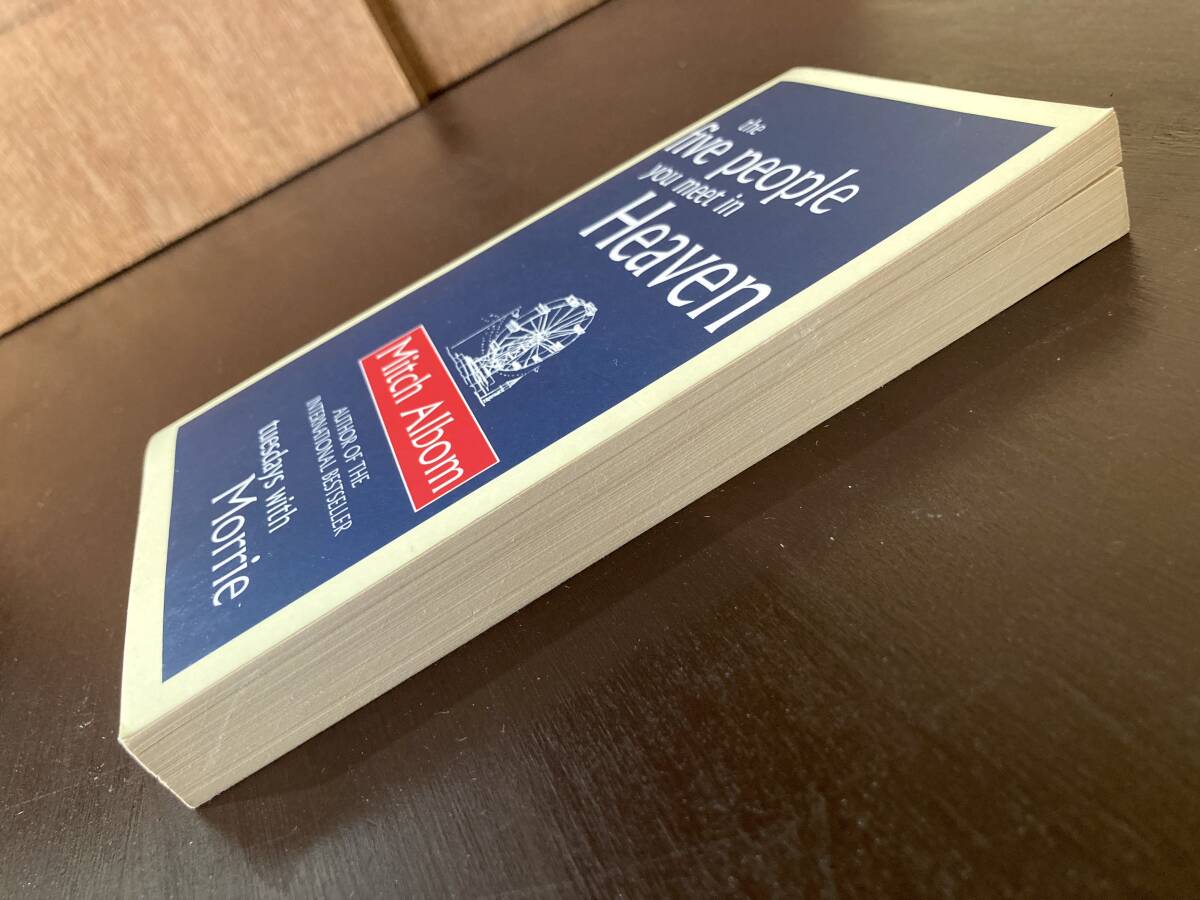 the
five people
you meet in
Heaven
Mitch Albom
AUTHOR OF THE
INTERNATIONAL BESTSELLER
tuesdays with
Morrie